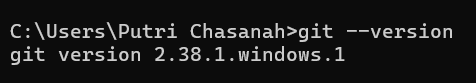 C:\Users\Putri Chasanah>git --version
git version 2.38.1.windows.1